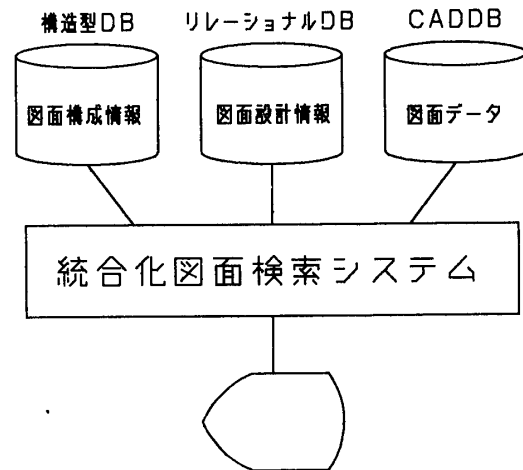 構造型DB
リレーショナルDB
CADDB
図面構成情報
図面設計情報
図面データ
統合化図面検索システム